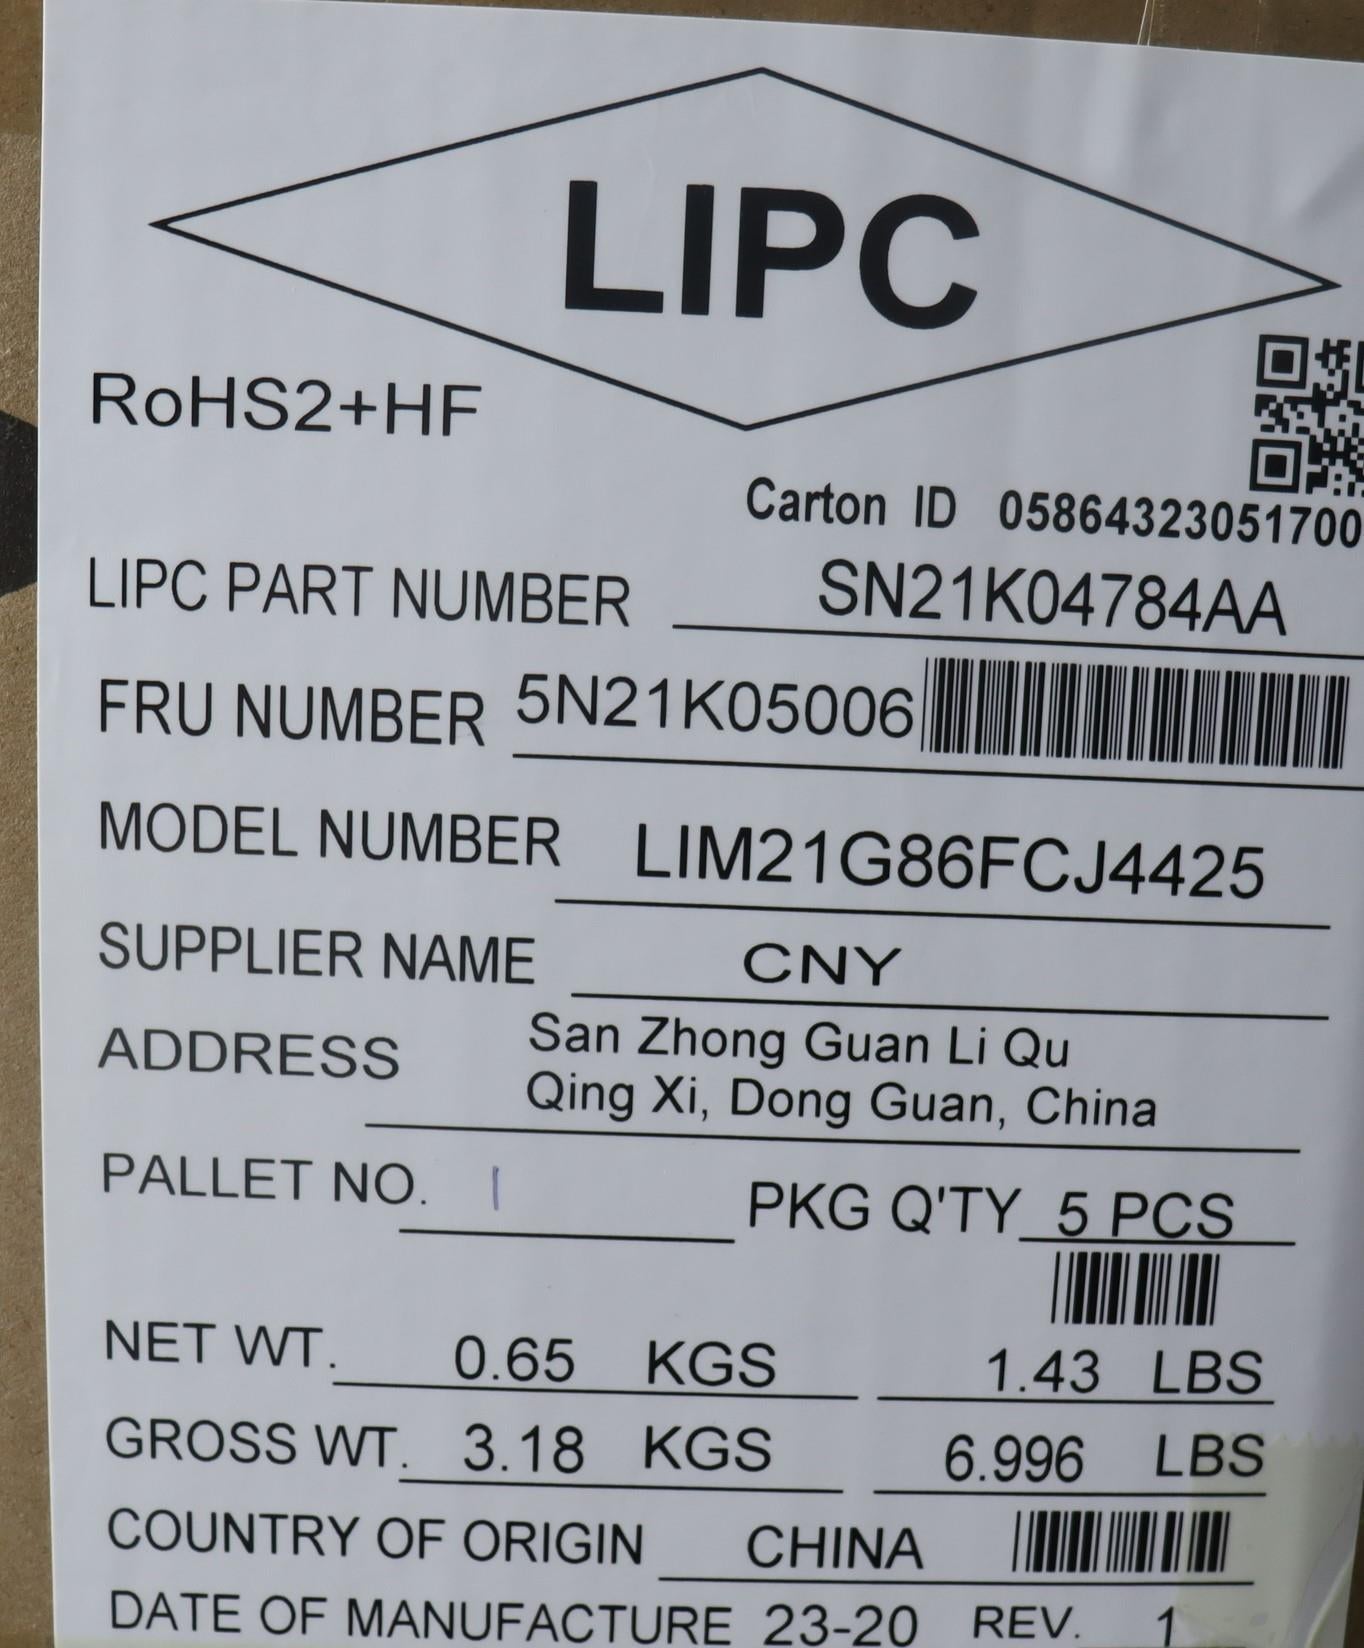 LIPC
RoHS2+HF
Carton ID 05864323051700
LIPC PART NUMBER SN21K04784AA
FRU NUMBER 5N21K05006
MODEL NUMBER LIM21G86FCJ4425
SUPPLIER NAME CNY
ADDRESS San Zhong Guan Li Qu
Qing Xi, Dong Guan, China
PALLET NO. 1 PKG Q'TY 5 PCS
NET WT. 0.65 KGS 1.43 LBS
GROSS WT. 3.18 KGS 6.996 LBS
COUNTRY OF ORIGIN CHINA
DATE OF MANUFACTURE 23-20 REV. 1